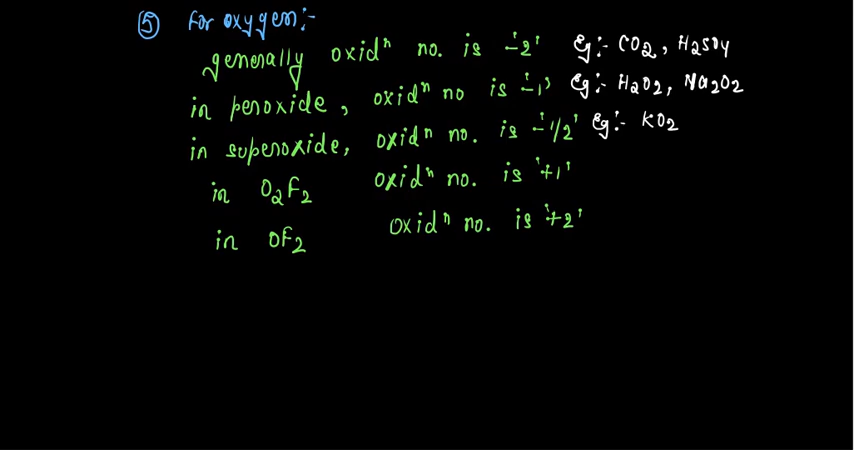 ⑤ For oxygen:-
generally oxidⁿ no. is '-2' Eg:- CO2, H2SO4
in peroxide, oxidⁿ no is '-1' Eg:- H2O2, Na2O2
in superoxide, oxidⁿ no. is '-1/2' Eg:- KO2
in O2F2 oxidⁿ no. is '+1'
in OF2 oxidⁿ no. is '+2'